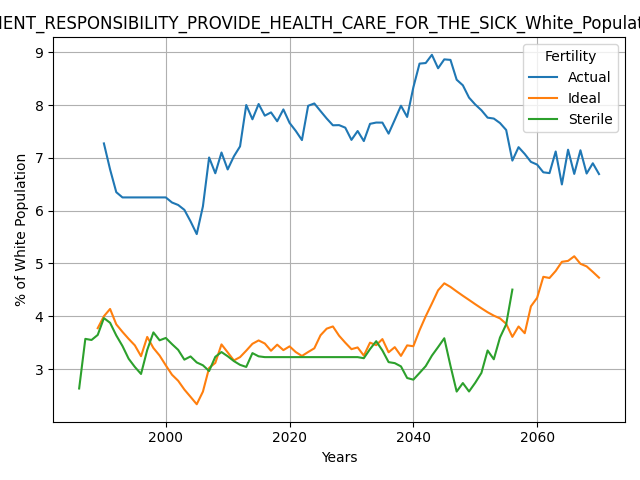 MENT_RESPONSIBILITY_PROVIDE_HEALTH_CARE_FOR_THE_SICK_White_Populat
Fertility
Actual
Ideal
Sterile
% of White Population
9
8
7
6
5
4
3
2000
2020
2040
2060
Years